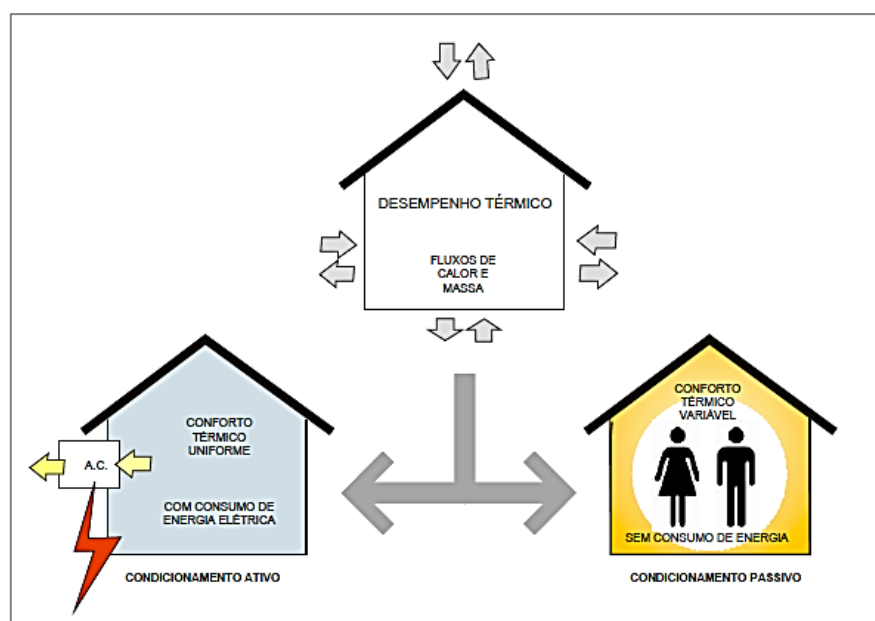 DESEMPENHO TÉRMICO
FLUXOS DE
CALOR E
MASSA
CONFORTO
TÉRMICO
UNIFORME
A.C.
COM CONSUMO DE
ENERGIA ELÉTRICA
CONDICIONAMENTO ATIVO
CONFORTO
TÉRMICO
VARIÁVEL
SEM CONSUMO DE ENERGIA
CONDICIONAMENTO PASSIVO